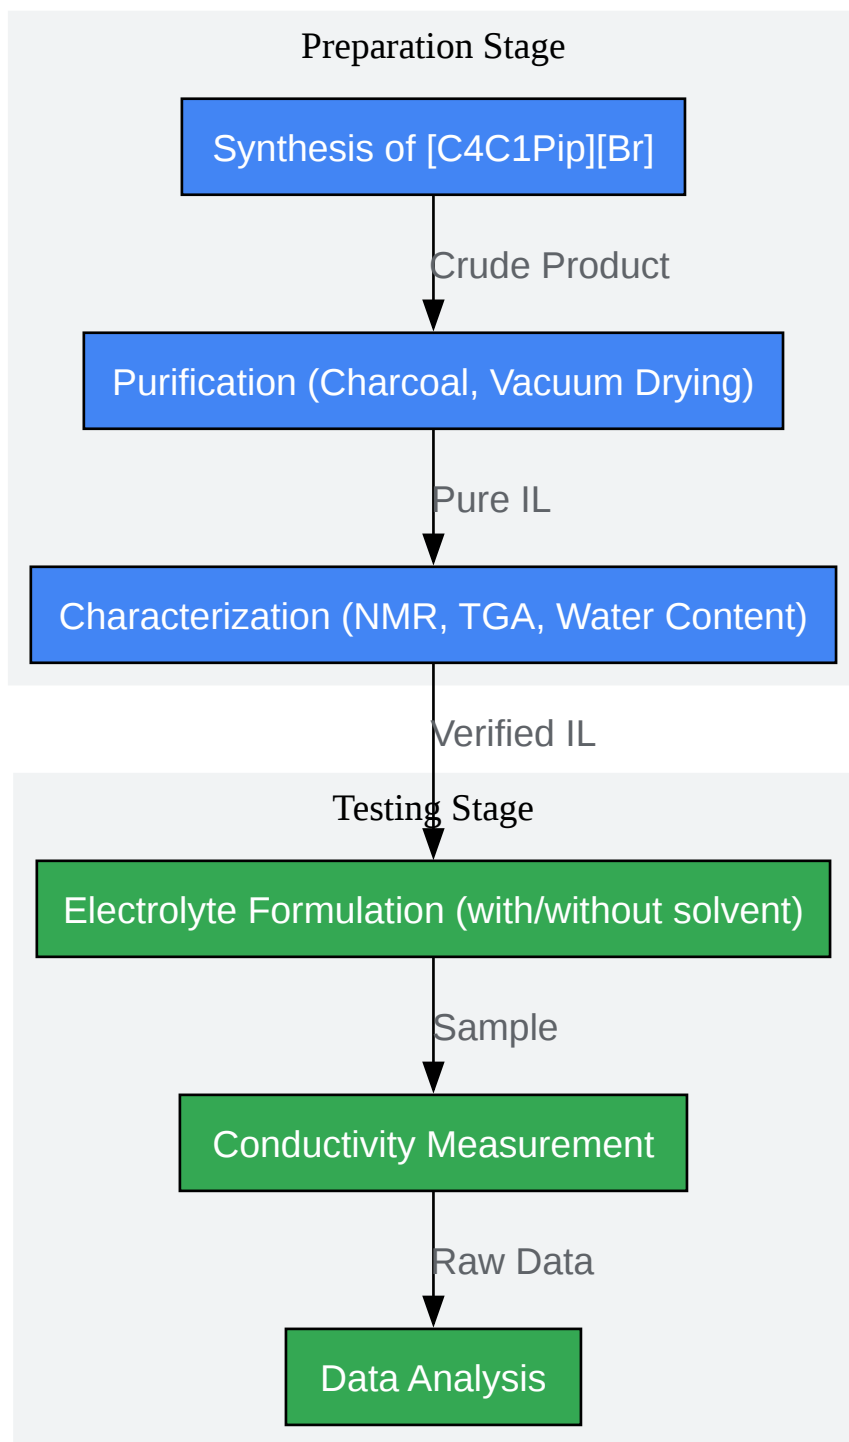 Preparation Stage
Synthesis of [C4C1Pip][Br]
Crude Product
Purification (Charcoal, Vacuum Drying)
Pure IL
Characterization (NMR, TGA, Water Content)
Verified IL
Testing Stage
Electrolyte Formulation (with/without solvent)
Sample
Conductivity Measurement
Raw Data
Data Analysis